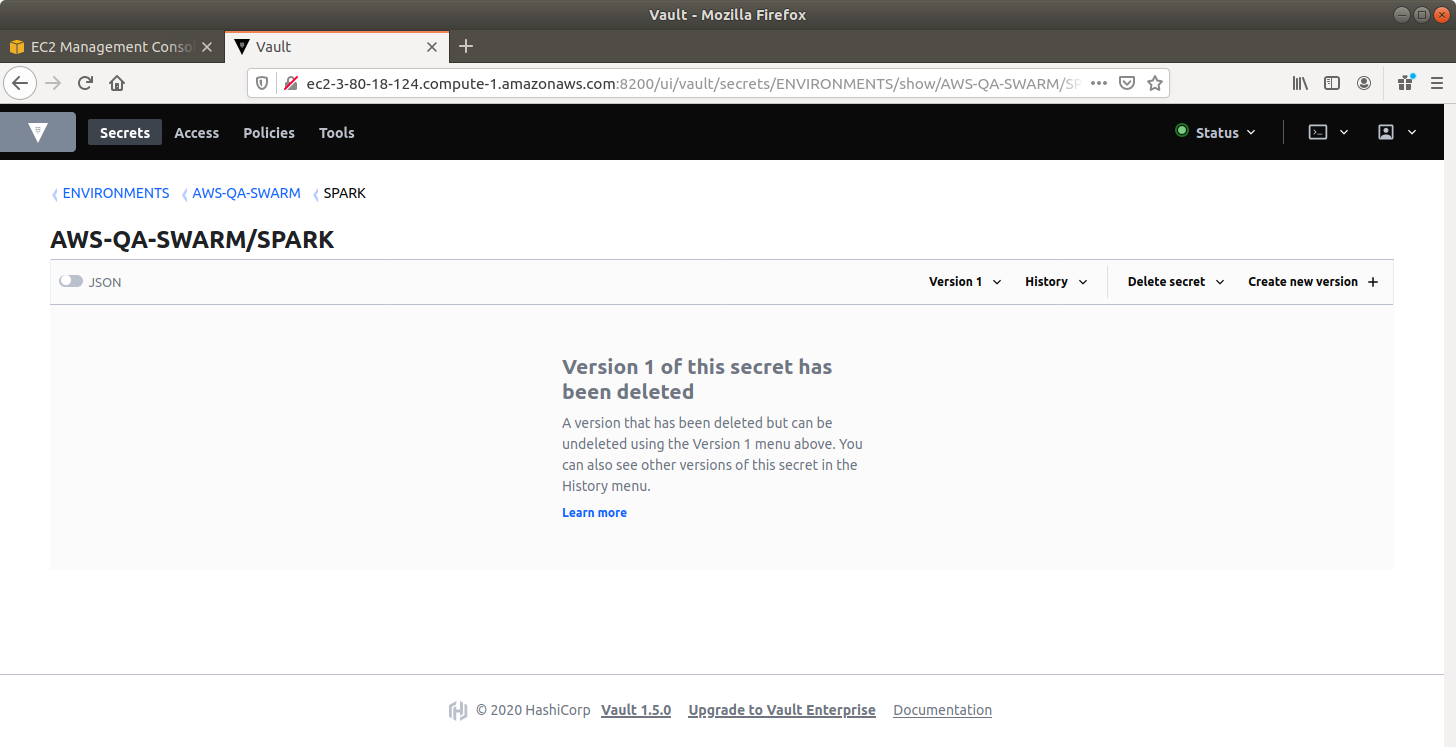 Vault - Mozilla Firefox
EC2 Management Conso
Vault
ec2-3-80-18-124.compute-1.amazonaws.com:8200/ui/vault/secrets/ENVIRONMENTS/show/AWS-QA-SWARM/SP
Secrets Access Policies Tools Status
ENVIRONMENTS AWS-QA-SWARM SPARK
AWS-QA-SWARM/SPARK
JSON Version 1 History Delete secret Create new version +
Version 1 of this secret has
been deleted
A version that has been deleted but can be
undeleted using the Version 1 menu above. You
can also see other versions of this secret in the
History menu.
Learn more
© 2020 HashiCorp Vault 1.5.0 Upgrade to Vault Enterprise Documentation